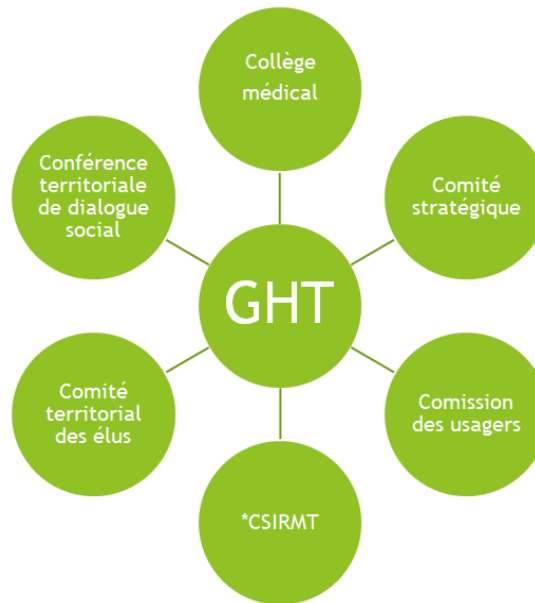 Collège
médical
Conférence
territoriale
de dialogue
social
Comité
stratégique
GHT
Comité
territorial
des élus
Comission
des usagers
*CSIRMT